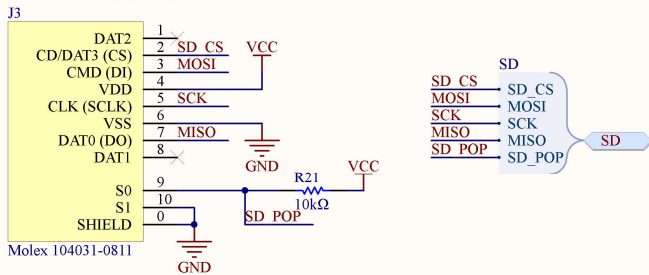 J3
DAT2 1
CD/DAT3 (CS) 2 SD_CS
CMD (DI) 3 MOSI
VDD 4 VCC
CLK (SCLK) 5 SCK
VSS 6
DAT0 (DO) 7 MISO
DAT1 8
GND
S0 9
S1 10
SHIELD 0
R21
10kΩ
VCC
SD_POP
GND
Molex 104031-0811
SD
SD_CS SD_CS
MOSI MOSI
SCK SCK
MISO MISO
SD_POP SD_POP
SD